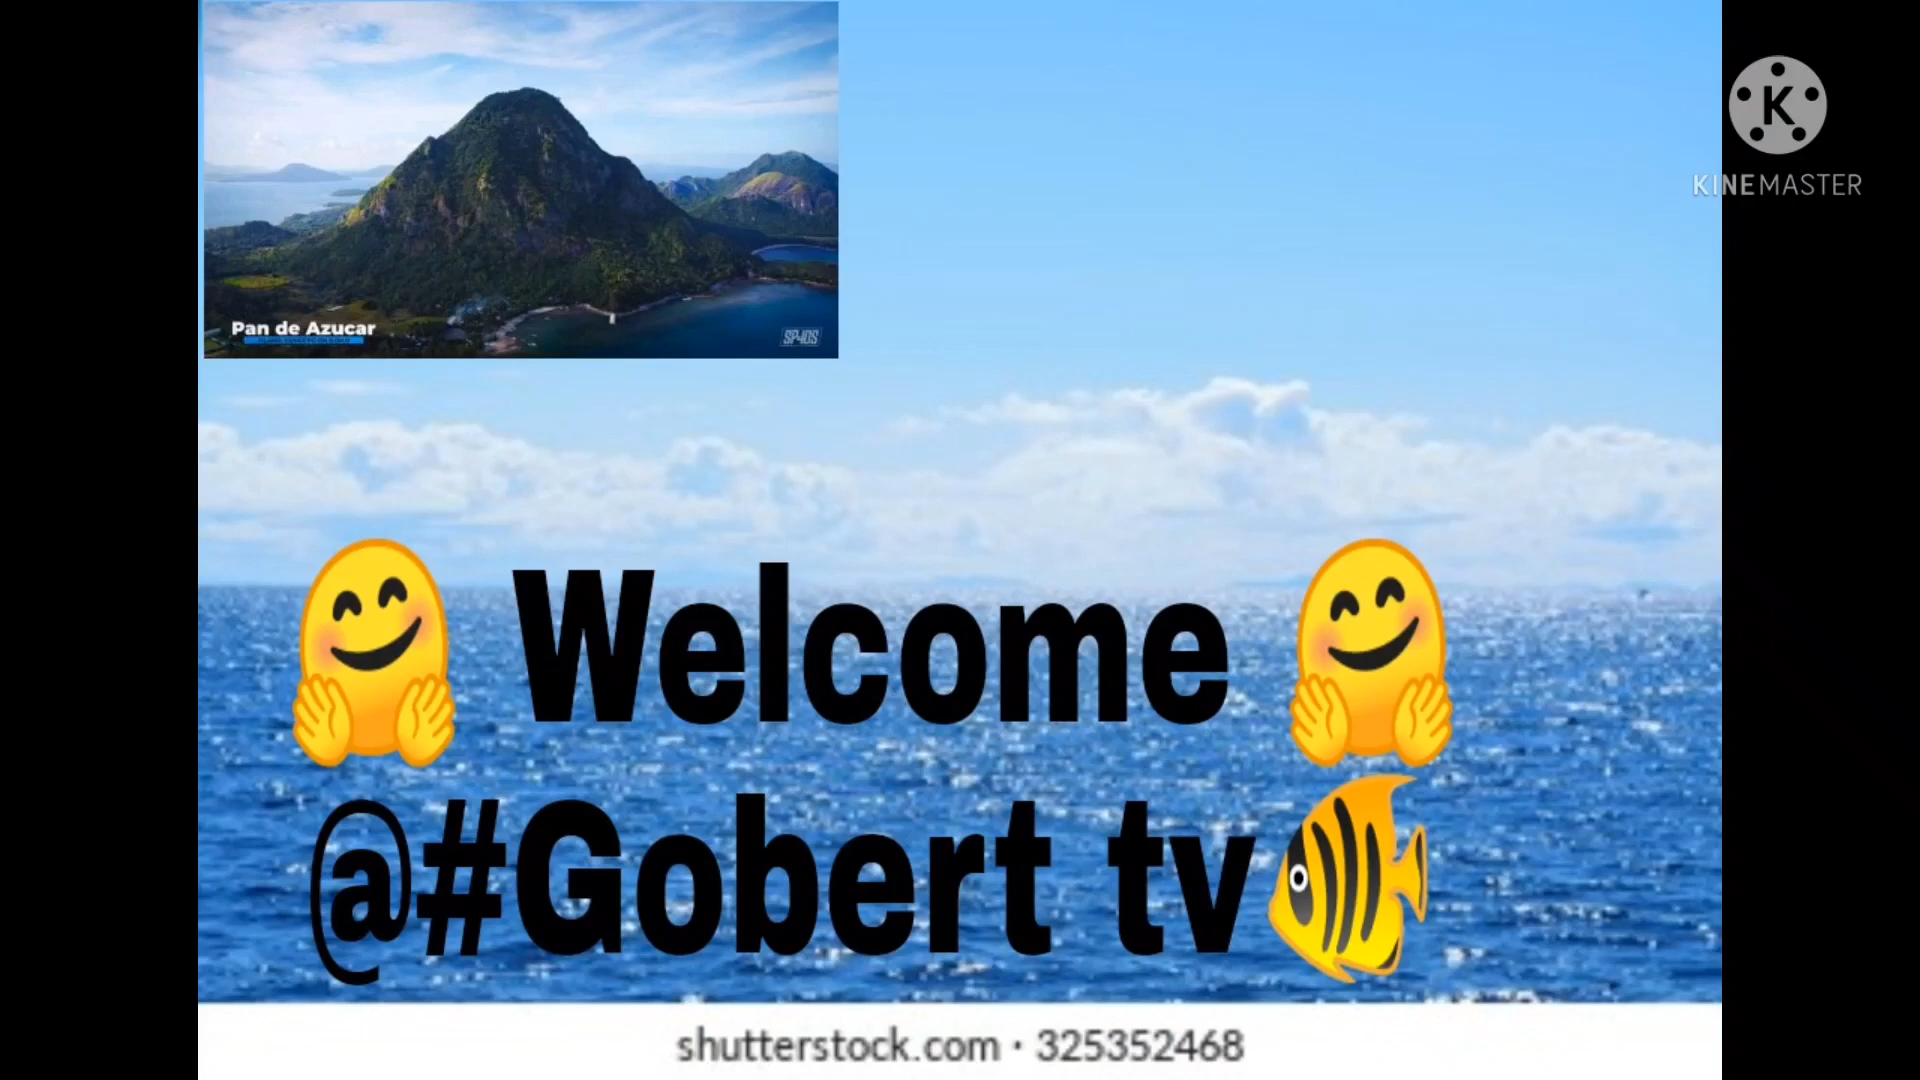 Pan de Azucar
SP4DS
K
KINEMASTER
Welcome
@#Gobert tv
shutterstock.com · 325352468